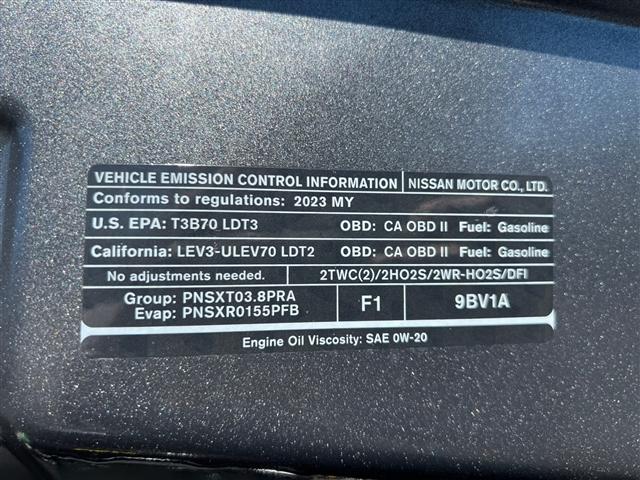 VEHICLE EMISSION CONTROL INFORMATION NISSAN MOTOR CO., LTD.
Conforms to regulations: 2023 MY
U.S. EPA: T3B70 LDT3 OBD: CA OBD II Fuel: Gasoline
California: LEV3-ULEV70 LDT2 OBD: CA OBD II Fuel: Gasoline
No adjustments needed. 2TWC(2)/2HO2S/2WR-HO2S/DFI
Group: PNSXT03.8PRA F1 9BV1A
Evap: PNSXR0155PFB
Engine Oil Viscosity: SAE 0W-20